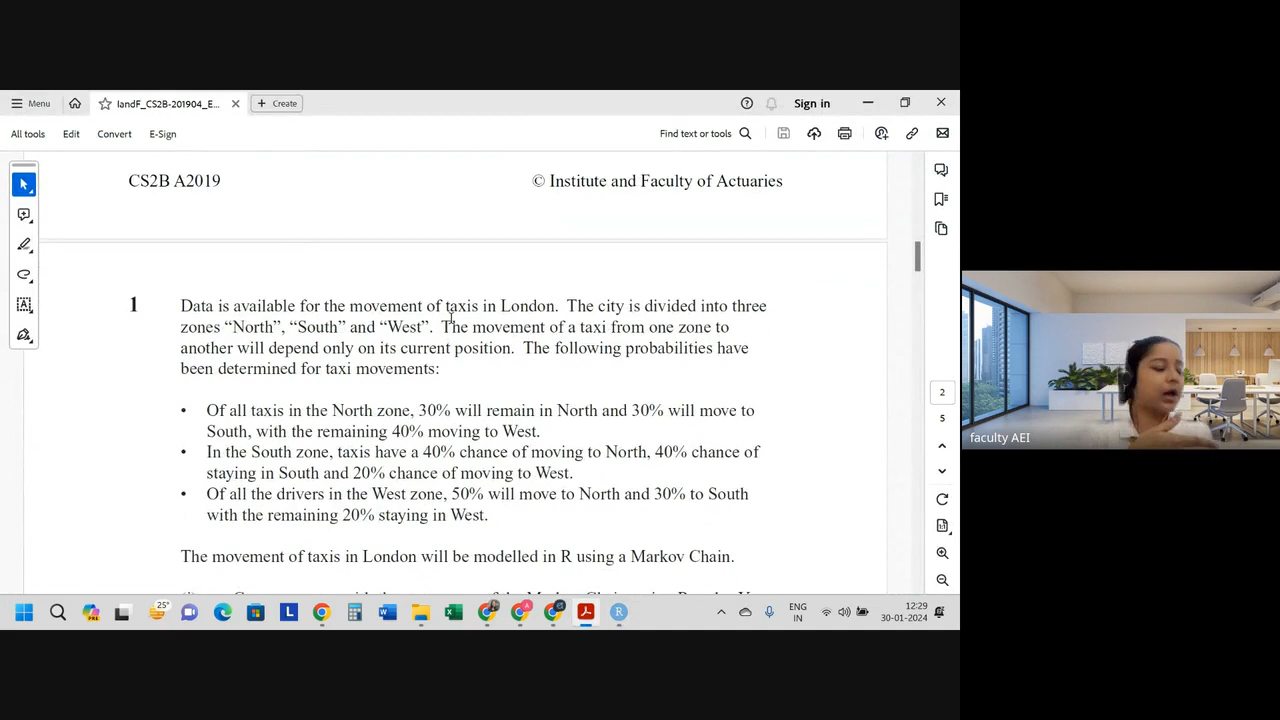 Menu
landF_CS2B-201904_E...
Create
Sign in
All tools
Edit
Convert
E-Sign
Find text or tools
CS2B A2019
© Institute and Faculty of Actuaries
1
Data is available for the movement of taxis in London. The city is divided into three
zones “North”, “South” and “West”. The movement of a taxi from one zone to
another will depend only on its current position. The following probabilities have
been determined for taxi movements:
• Of all taxis in the North zone, 30% will remain in North and 30% will move to
South, with the remaining 40% moving to West.
• In the South zone, taxis have a 40% chance of moving to North, 40% chance of
staying in South and 20% chance of moving to West.
• Of all the drivers in the West zone, 50% will move to North and 30% to South
with the remaining 20% staying in West.
The movement of taxis in London will be modelled in R using a Markov Chain.
2
5
faculty AEI
25°
ENG
IN
12:29
30-01-2024